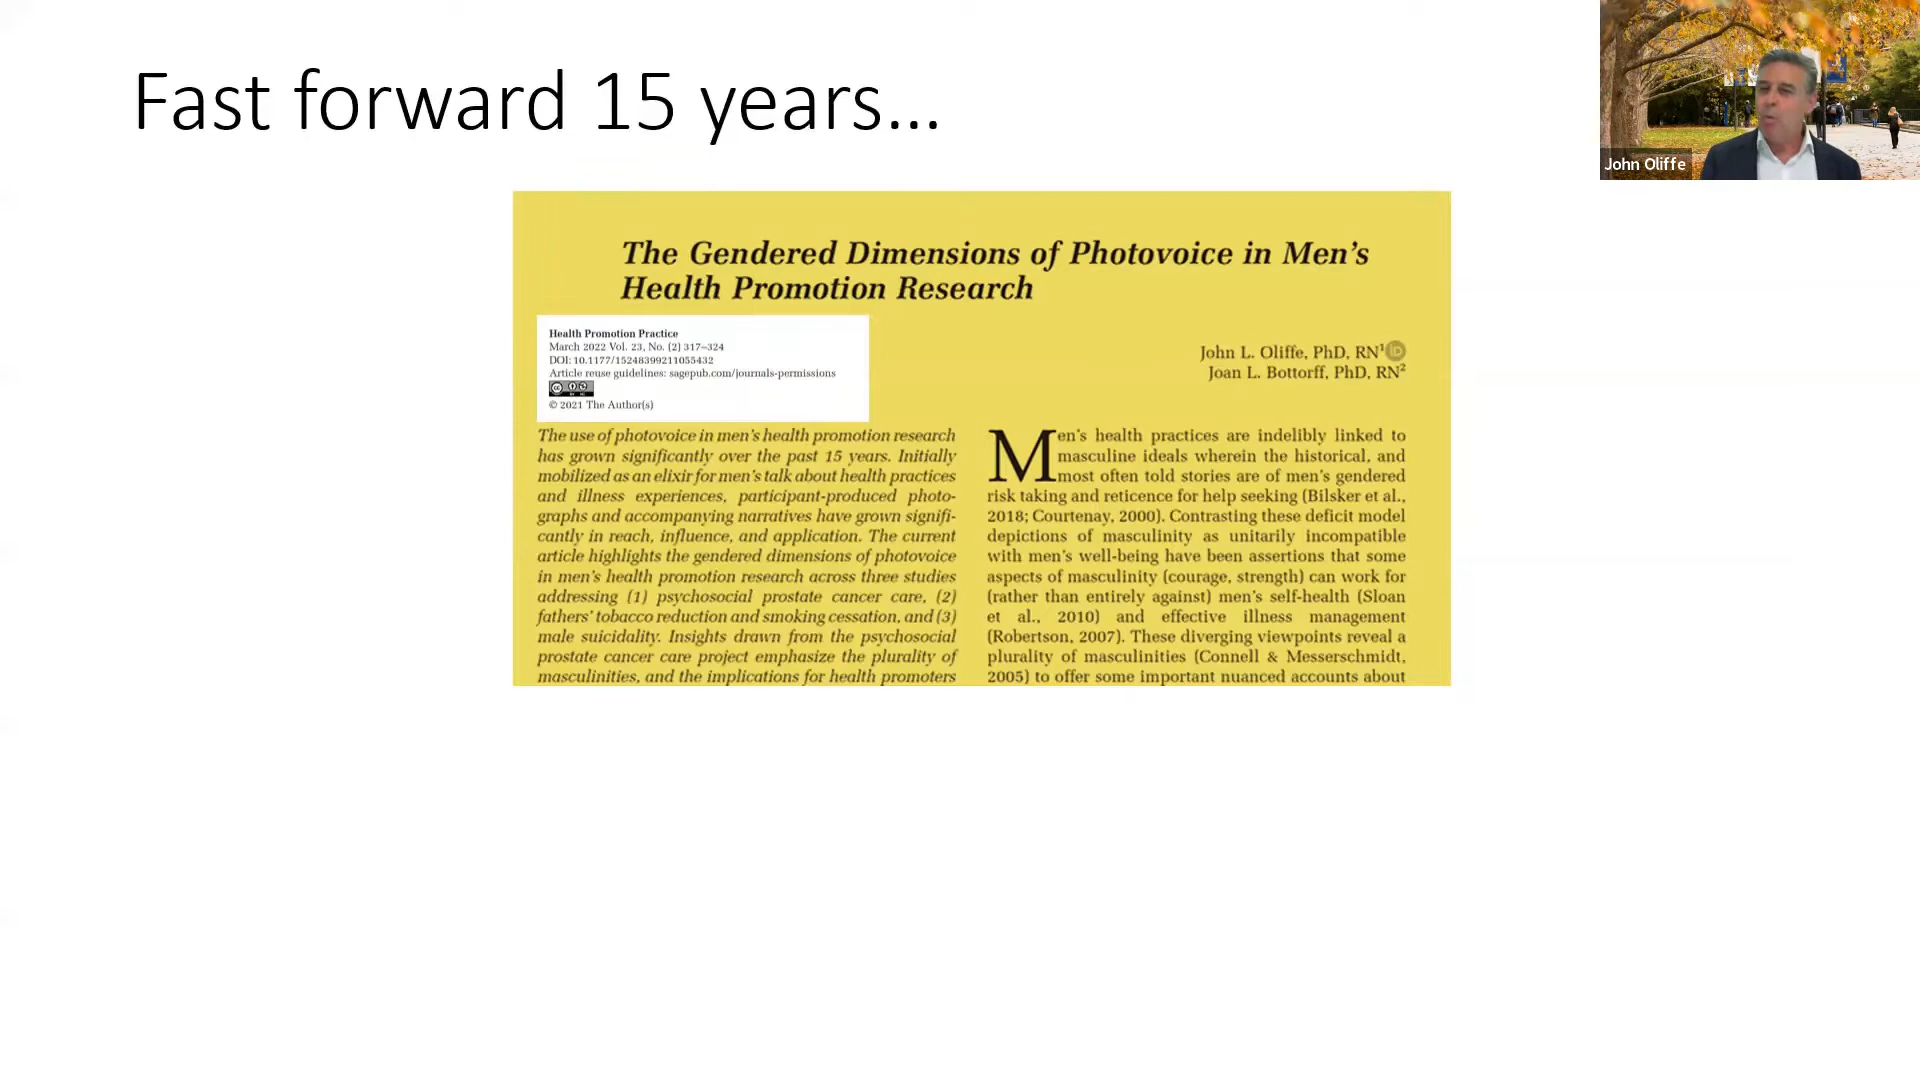 Fast forward 15 years...
John Oliffe
The Gendered Dimensions of Photovoice in Men's
Health Promotion Research
Health Promotion Practice
March 2022 Vol. 23, No. (2) 317–324
DOI: 10.1177/15248399211055432
Article reuse guidelines: sagepub.com/journals-permissions
© 2021 The Author(s)
John L. Oliffe, PhD, RN¹
Joan L. Bottorff, PhD, RN²
The use of photovoice in men's health promotion research
has grown significantly over the past 15 years. Initially
mobilized as an elixir for men's talk about health practices
and illness experiences, participant-produced photo-
graphs and accompanying narratives have grown signifi-
cantly in reach, influence, and application. The current
article highlights the gendered dimensions of photovoice
in men's health promotion research across three studies
addressing (1) psychosocial prostate cancer care, (2)
fathers' tobacco reduction and smoking cessation, and (3)
male suicidality. Insights drawn from the psychosocial
prostate cancer care project emphasize the plurality of
masculinities, and the implications for health promoters
Men's health practices are indelibly linked to
masculine ideals wherein the historical, and
most often told stories are of men's gendered
risk taking and reticence for help seeking (Bilsker et al.,
2018; Courtenay, 2000). Contrasting these deficit model
depictions of masculinity as unitarily incompatible
with men's well-being have been assertions that some
aspects of masculinity (courage, strength) can work for
(rather than entirely against) men's self-health (Sloan
et al., 2010) and effective illness management
(Robertson, 2007). These diverging viewpoints reveal a
plurality of masculinities (Connell & Messerschmidt,
2005) to offer some important nuanced accounts about